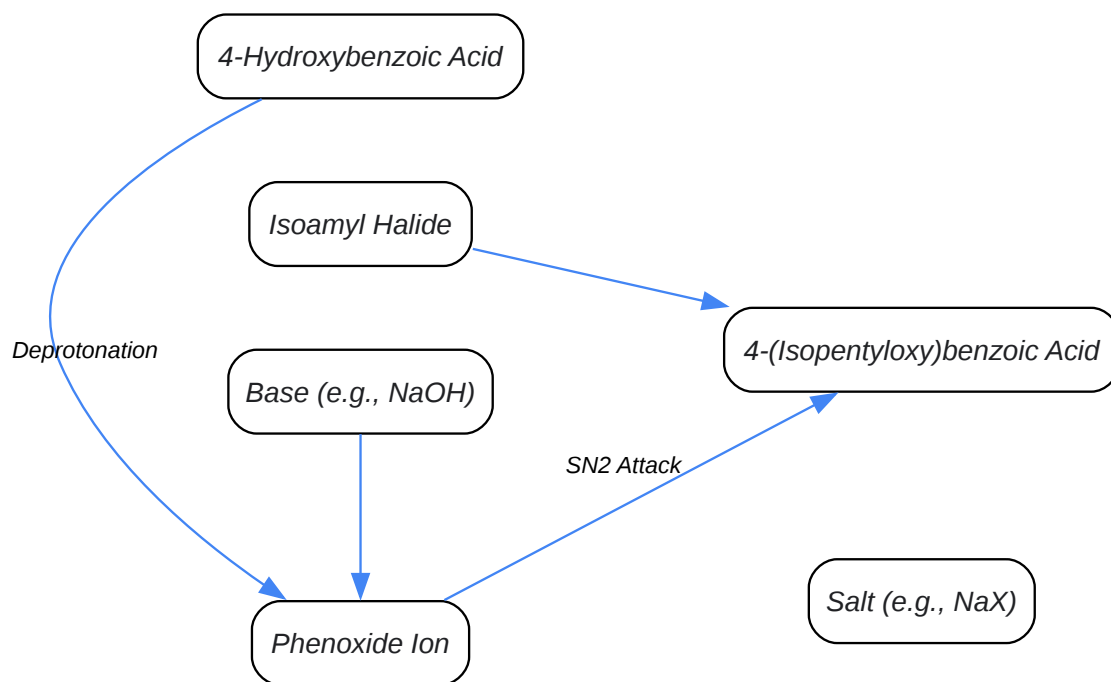 4-Hydroxybenzoic Acid
Isoamyl Halide
4-(Isopentyloxy)benzoic Acid
Deprotonation
Base (e.g., NaOH)
SN2 Attack
Salt (e.g., NaX)
Phenoxide Ion